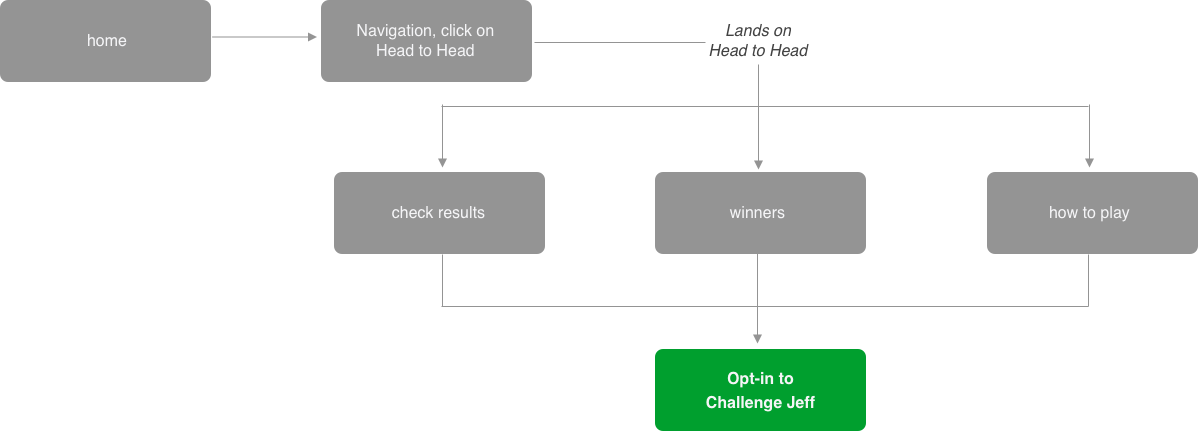 home
Navigation, click on
Head to Head
Lands on
Head to Head
check results
winners
how to play
Opt-in to
Challenge Jeff